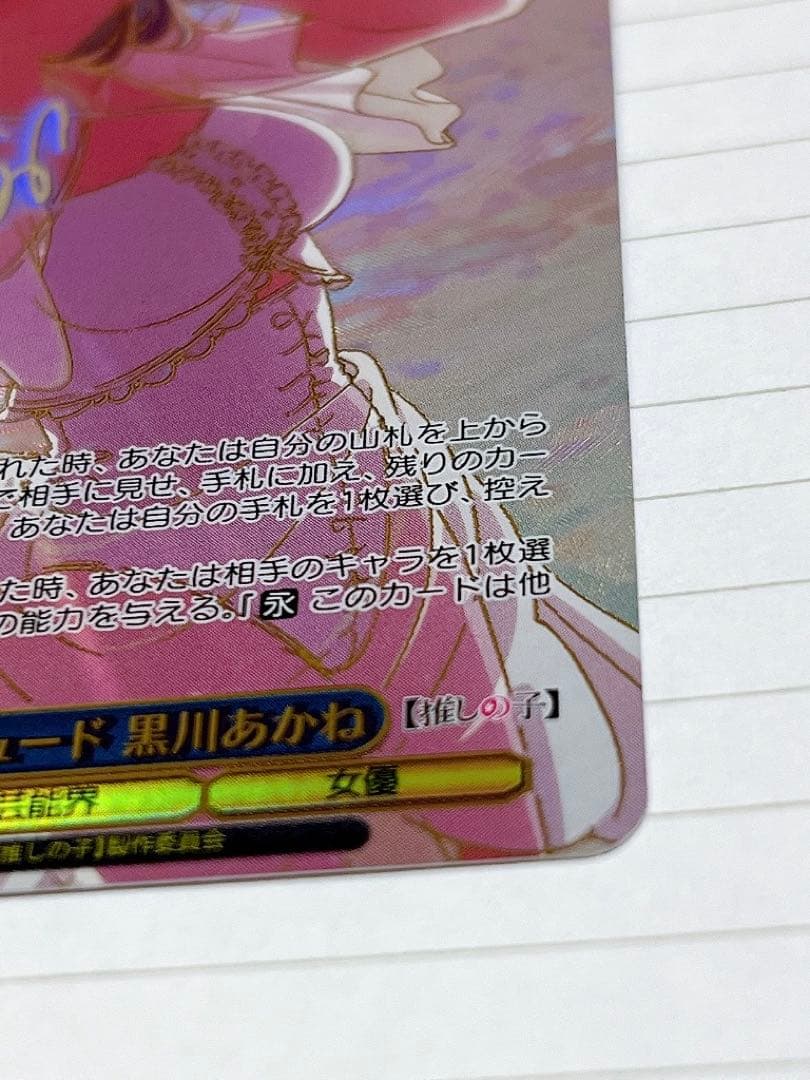 れた時、あなたは自分の山札を上から
相手に見せ、手札に加え、残りのカー
あなたは自分の手札を1枚選び、控え
た時、あなたは相手のキャラを1枚選
の能力を与える。『永 このカードは他
ュード 黒川あかね
【推しの子】
芸能界
女優
推しの子】製作委員会